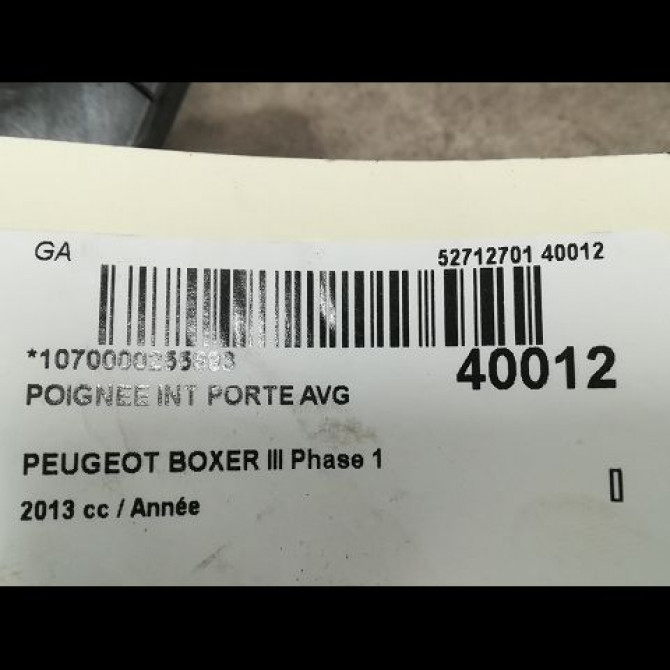 GA
52712701 40012
40012
POIGNEE INT PORTE AVG
PEUGEOT BOXER III Phase 1
2013 cc / Année